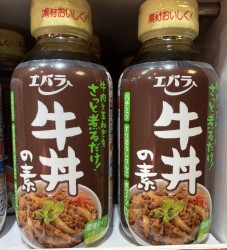 素材おいしく!
エバラ
牛肉と玉ねぎを
さっと煮るだけ!
牛丼
の素
素材おいしく!
エバラ
牛肉と玉ねぎを
さっと煮るだけ!
牛丼
の素